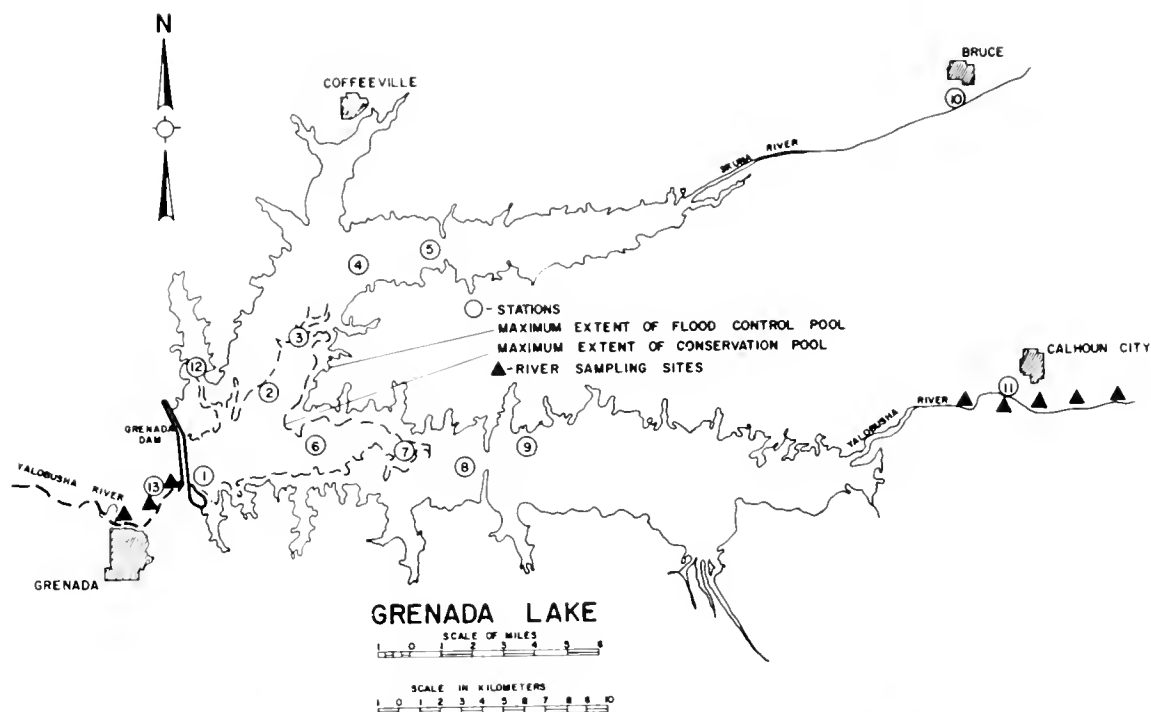 N
COFFEEVILLE
BRUCE
10
RIVER
5
4
○-STATIONS
MAXIMUM EXTENT OF FLOOD CONTROL POOL
MAXIMUM EXTENT OF CONSERVATION POOL
▲-RIVER SAMPLING SITES
3
12
2
CALHOUN CITY
11
YALOBUSHA RIVER
GRENADA
DAM
6
7
8
9
YALOBUSHA RIVER
13
1
GRENADA
GRENADA LAKE
SCALE OF MILES
1 0 1 2 3 4 5 6
SCALE IN KILOMETERS
1 0 1 2 3 4 5 6 7 8 9 10